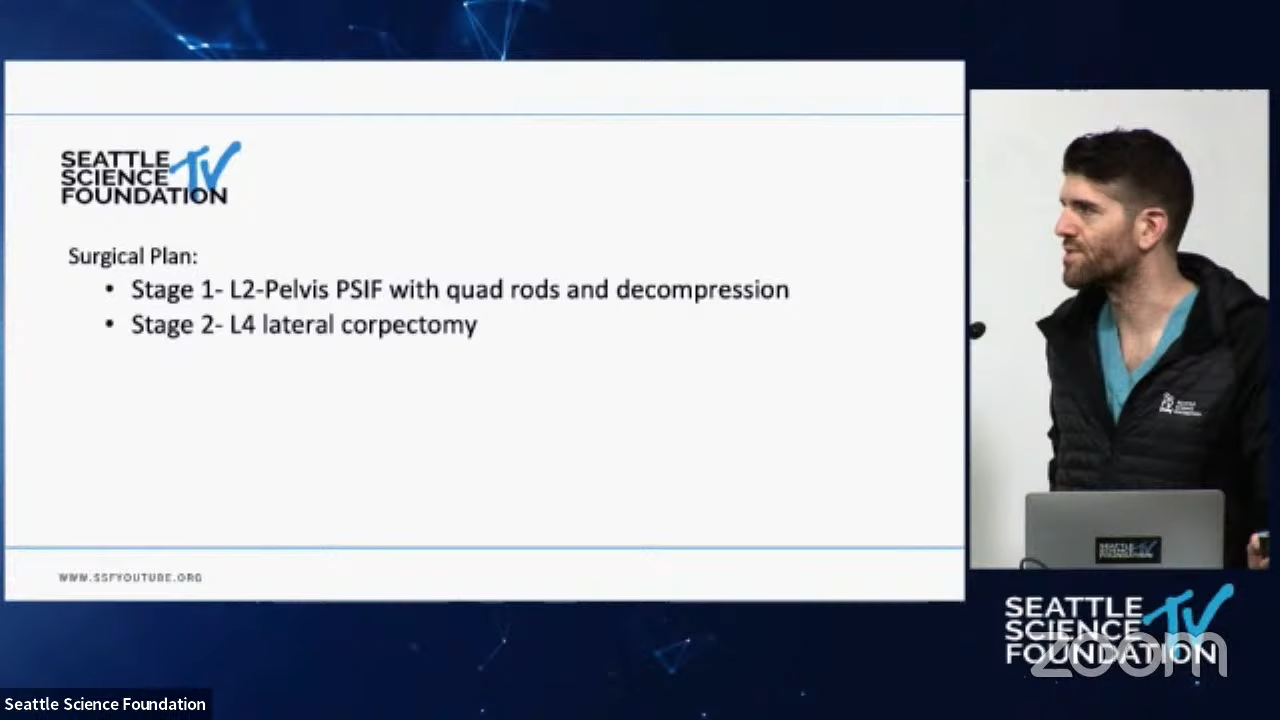 SEATTLE
SCIENCE
FOUNDATION
TV
Surgical Plan:
• Stage 1- L2-Pelvis PSIF with quad rods and decompression
• Stage 2- L4 lateral corpectomy
WWW.SSFYOUTUBE.ORG
SEATTLE
SCIENCE
FOUNDATION
TV
zoom
Seattle Science Foundation